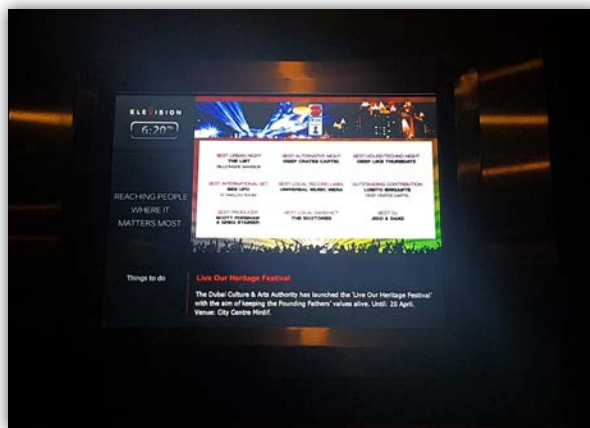 ELEVISION
6:20
REACHING PEOPLE
WHERE IT
MATTERS MOST
BEST URBAN NIGHT
THE LIST
BEST ALTERNATIVE NIGHT
DEEP CRATES CARTEL
BEST HOUSE/TECHNO NIGHT
DEEP LIKE THURSDAYS
BEST INTERNATIONAL SET
BEST LOCAL RECORD LABEL
UNIVERSAL MUSIC MENA
OUTSTANDING CONTRIBUTION
LOBITO BRIGANTE
DEEP CRATES CARTEL
BEST PRODUCER
BEST LOCAL BAND/ACT
THE BOXTONES
BEST DJ
Things to do
Live Our Heritage Festival
The Dubai Culture & Arts Authority has launched the 'Live Our Heritage Festival'
with the aim of keeping the Founding Fathers' values alive. Until: 20 April.
Venue: City Centre Mirdif.